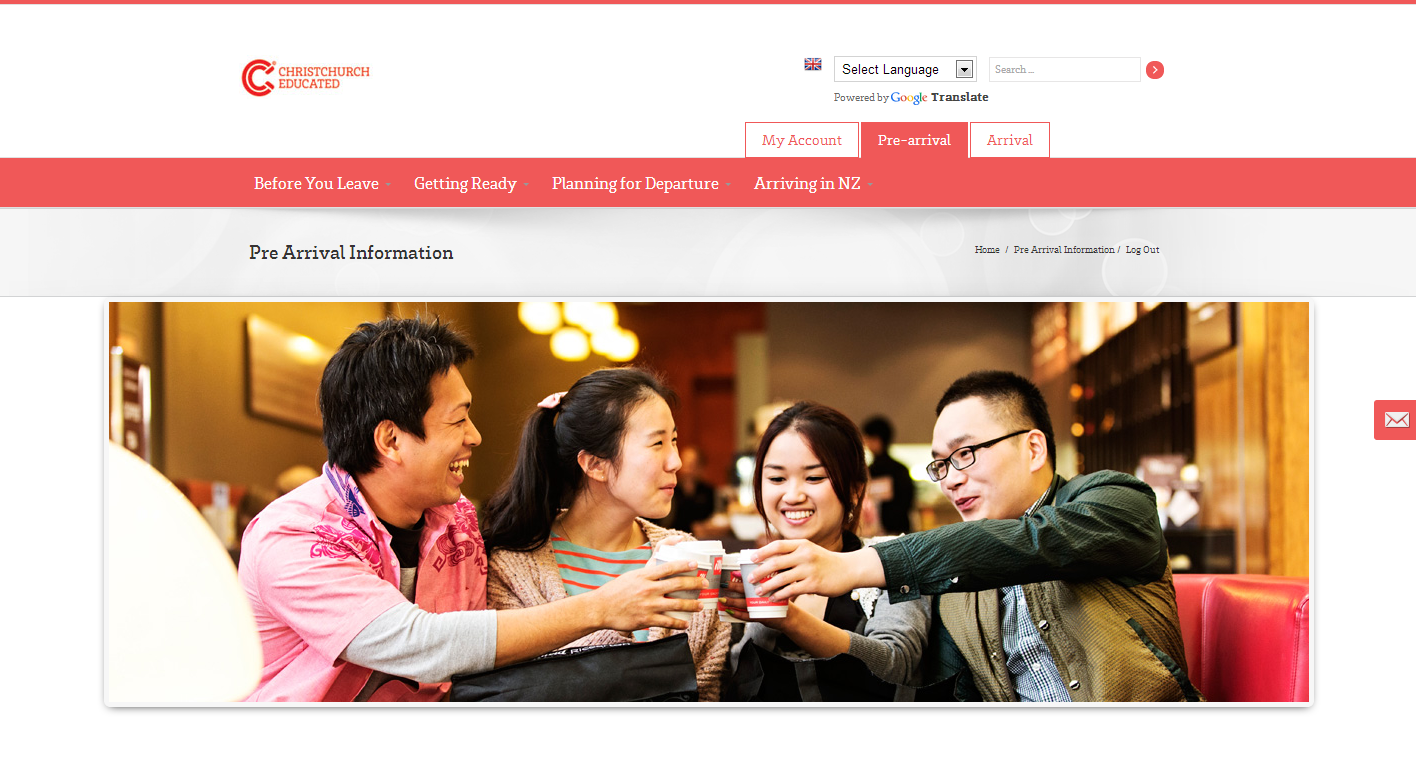 CHRISTCHURCH
EDUCATED
Select Language
Search ...
Powered by Google Translate
My Account
Pre-arrival
Arrival
Before You Leave
Getting Ready
Planning for Departure
Arriving in NZ
Pre Arrival Information
Home / Pre Arrival Information / Log Out